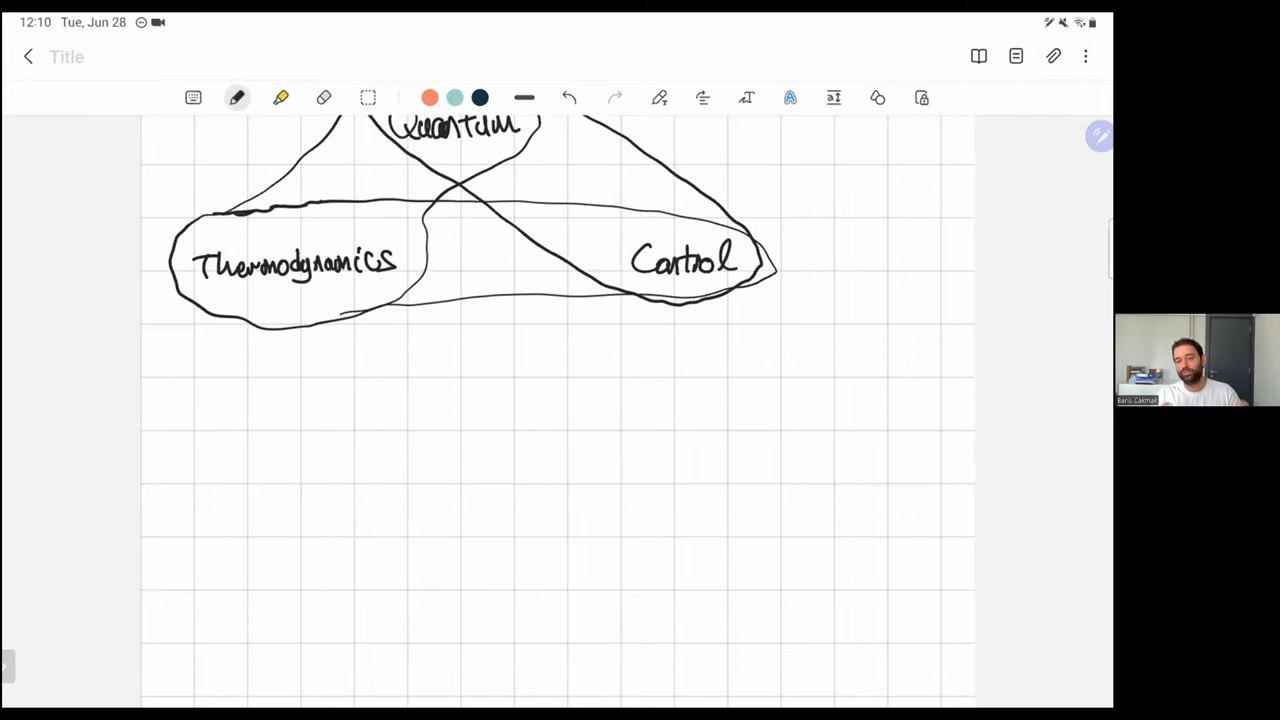 12:10 Tue, Jun 28
Title
Quantum
Thermodynamics
Control
Baris Cakmak